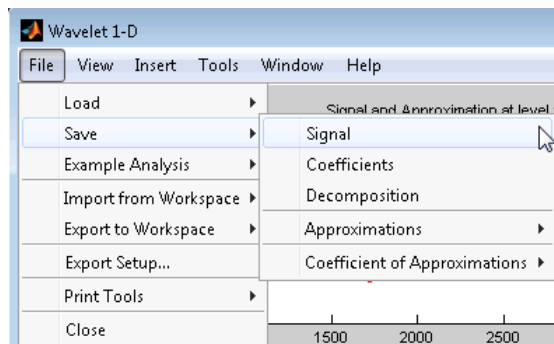 Wavelet 1-D
File View Insert Tools Window Help
Load
Signal and Approximation at level
Save
Signal
Example Analysis
Coefficients
Import from Workspace
Decomposition
Export to Workspace
Approximations
Export Setup...
Coefficient of Approximations
Print Tools
Close
1500 2000 2500